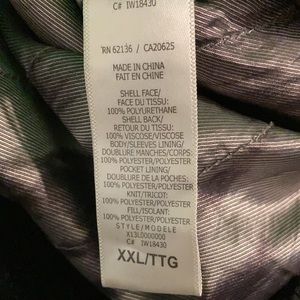 C# IW18430
RN 62136 / CA20625
MADE IN CHINA
FAIT EN CHINE
SHELL FACE/
FACE DU TISSU:
100% POLYURETHANE
SHELL BACK/
RETOUR DU TISSU:
100% VISCOSE/VISCOSE
BODY/SLEEVES LINING/
DOUBLURE MANCHES/CORPS:
100% POLYESTER/POLYESTER
POCKET LINING/
DOUBLURE DE LA POCHES:
100% POLYESTER/POLYESTER
KNIT/TRICOT:
100% POLYESTER/POLYESTER
FILL/ISOLANT:
100% POLYESTER/POLYESTER
STYLE/MODELE
X13L0000000
C# IW18430
XXL/TTG